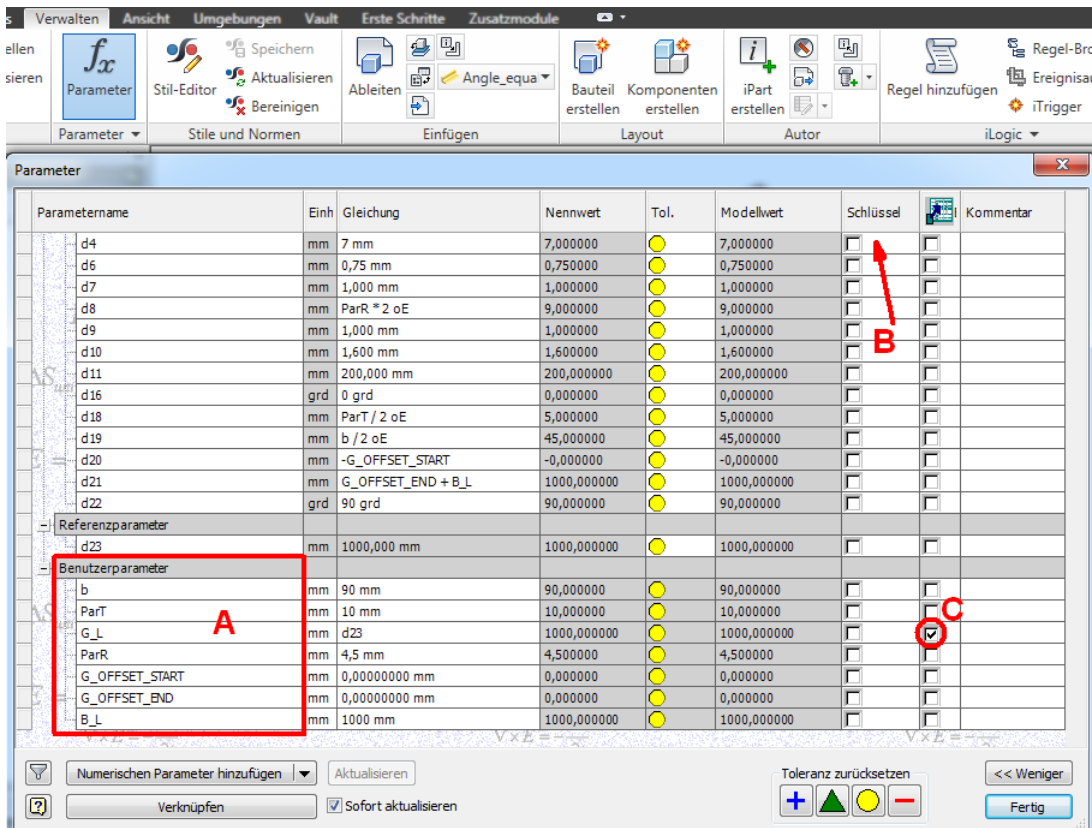 s Verwalten Ansicht Umgebungen Vault Erste Schritte Zusatzmodule
ellen
sieren
fx
Parameter
Stil-Editor
Speichern
Aktualisieren
Bereinigen
Ableiten
Angle_equa
Bauteil erstellen
Komponenten erstellen
iPart erstellen
Regel hinzufügen
Regel-Bro
Ereignisau
iTrigger
Parameter Stile und Normen Einfügen Layout Autor iLogic
Parameter
Parametername Einh Gleichung Nennwert Tol. Modellwert Schlüssel Kommentar
d4 mm 7 mm 7,000000 7,000000
d6 mm 0,75 mm 0,750000 0,750000
d7 mm 1,000 mm 1,000000 1,000000
d8 mm ParR * 2 oE 9,000000 9,000000
d9 mm 1,000 mm 1,000000 1,000000
d10 mm 1,600 mm 1,600000 1,600000
d11 mm 200,000 mm 200,000000 200,000000
d16 grd 0 grd 0,000000 0,000000
d18 mm ParT / 2 oE 5,000000 5,000000
d19 mm b / 2 oE 45,000000 45,000000
d20 mm -G_OFFSET_START -0,000000 -0,000000
d21 mm G_OFFSET_END + B_L 1000,000000 1000,000000
d22 grd 90 grd 90,000000 90,000000
B
Referenzparameter
d23 mm 1000,000 mm 1000,000000 1000,000000
Benutzerparameter
b mm 90 mm 90,000000 90,000000
ParT mm 10 mm 10,000000 10,000000
G_L mm d23 1000,000000 1000,000000
ParR mm 4,5 mm 4,500000 4,500000
G_OFFSET_START mm 0,00000000 mm 0,000000 0,000000
G_OFFSET_END mm 0,00000000 mm 0,000000 0,000000
B_L mm 1000 mm 1000,000000 1000,000000
A
C
Numerischen Parameter hinzufügen Aktualisieren Toleranz zurücksetzen << Weniger
Verknüpfen Sofort aktualisieren Fertig